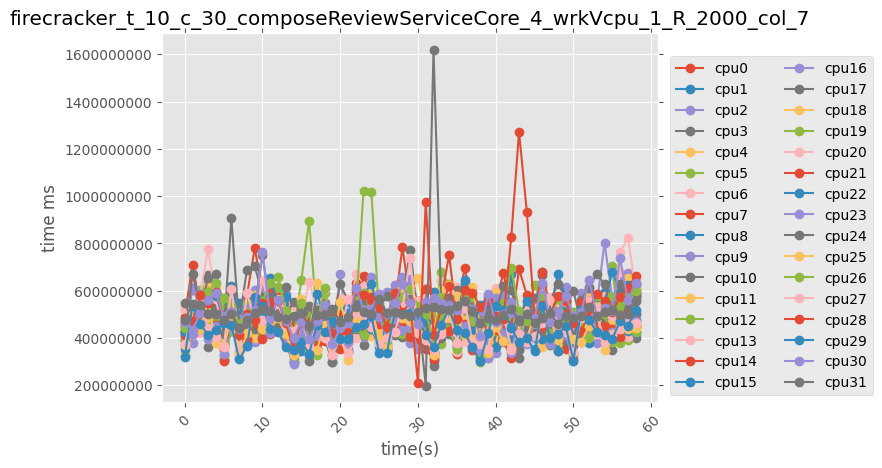 firecracker_t_10_c_30_composeReviewServiceCore_4_wrkVcpu_1_R_2000_col_7
time ms
1600000000
1400000000
1200000000
1000000000
800000000
600000000
400000000
200000000
0
10
20
30
40
50
60
time(s)
cpu0
cpu1
cpu2
cpu3
cpu4
cpu5
cpu6
cpu7
cpu8
cpu9
cpu10
cpu11
cpu12
cpu13
cpu14
cpu15
cpu16
cpu17
cpu18
cpu19
cpu20
cpu21
cpu22
cpu23
cpu24
cpu25
cpu26
cpu27
cpu28
cpu29
cpu30
cpu31